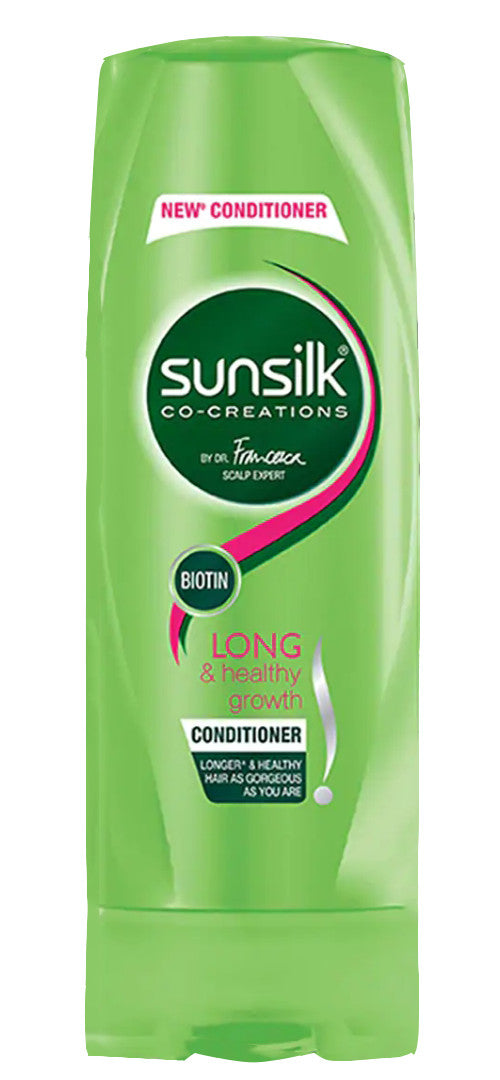 NEW* CONDITIONER
sunsilk®
CO-CREATIONS
BY DR. Francesca
SCALP EXPERT
BIOTIN
LONG
& healthy
growth
CONDITIONER
LONGER* & HEALTHY
HAIR AS GORGEOUS
AS YOU ARE